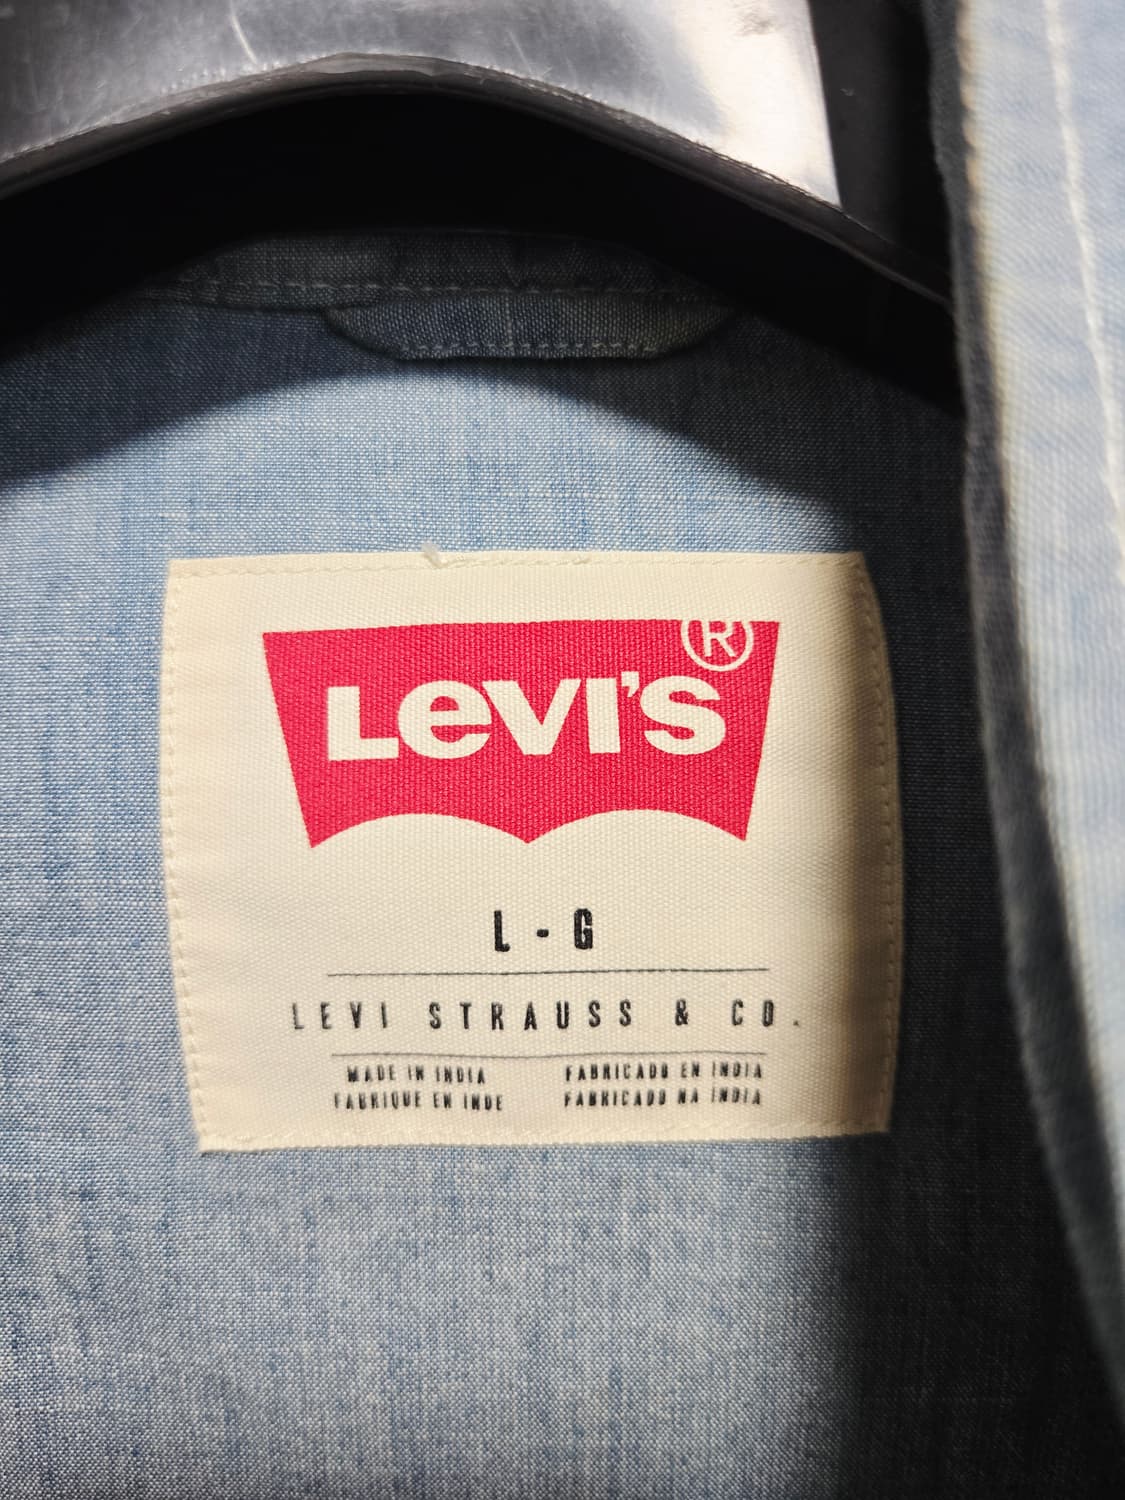 LEVI'S®
L - G
LEVI STRAUSS & CO.
MADE IN INDIA FABRICADO EN INDIA
FABRIQUE EN INDE FABRICADO NA INDIA